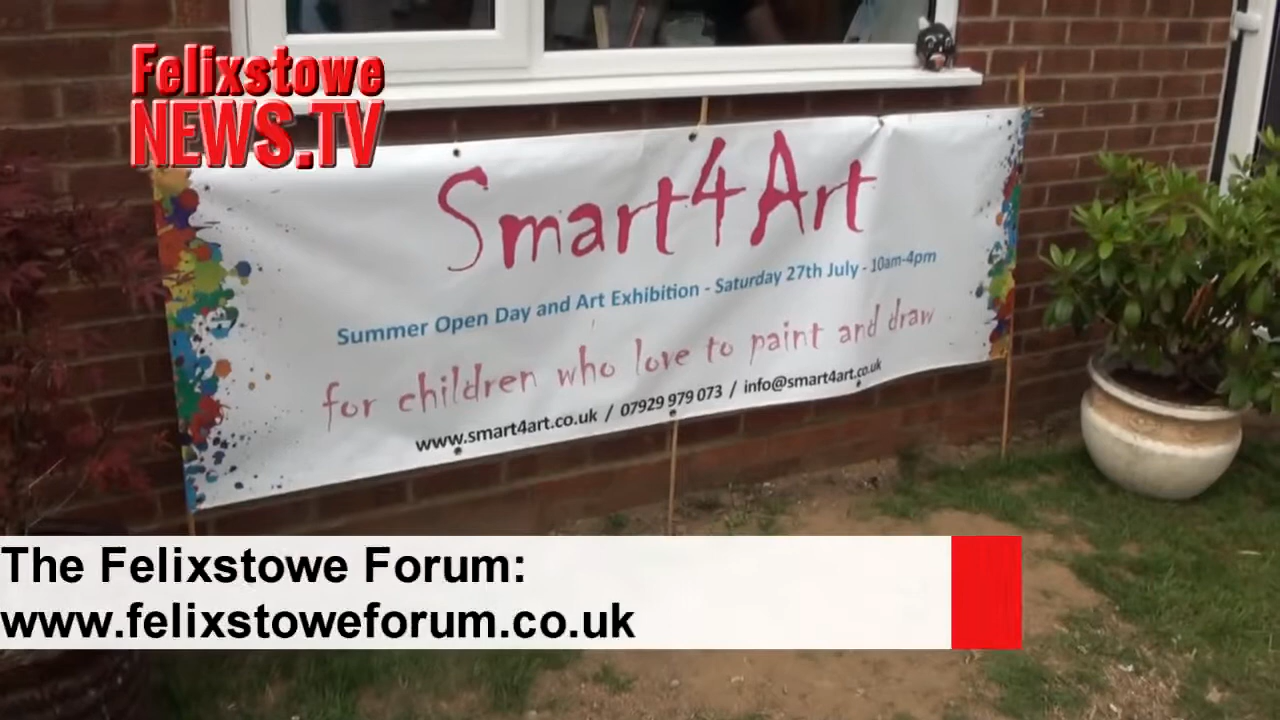 Felixstowe
NEWS.TV
Smart4Art
Summer Open Day and Art Exhibition - Saturday 27th July - 10am-4pm
for children who love to paint and draw
www.smart4art.co.uk / 07929 979 073 / info@smart4art.co.uk
The Felixstowe Forum:
www.felixstoweforum.co.uk